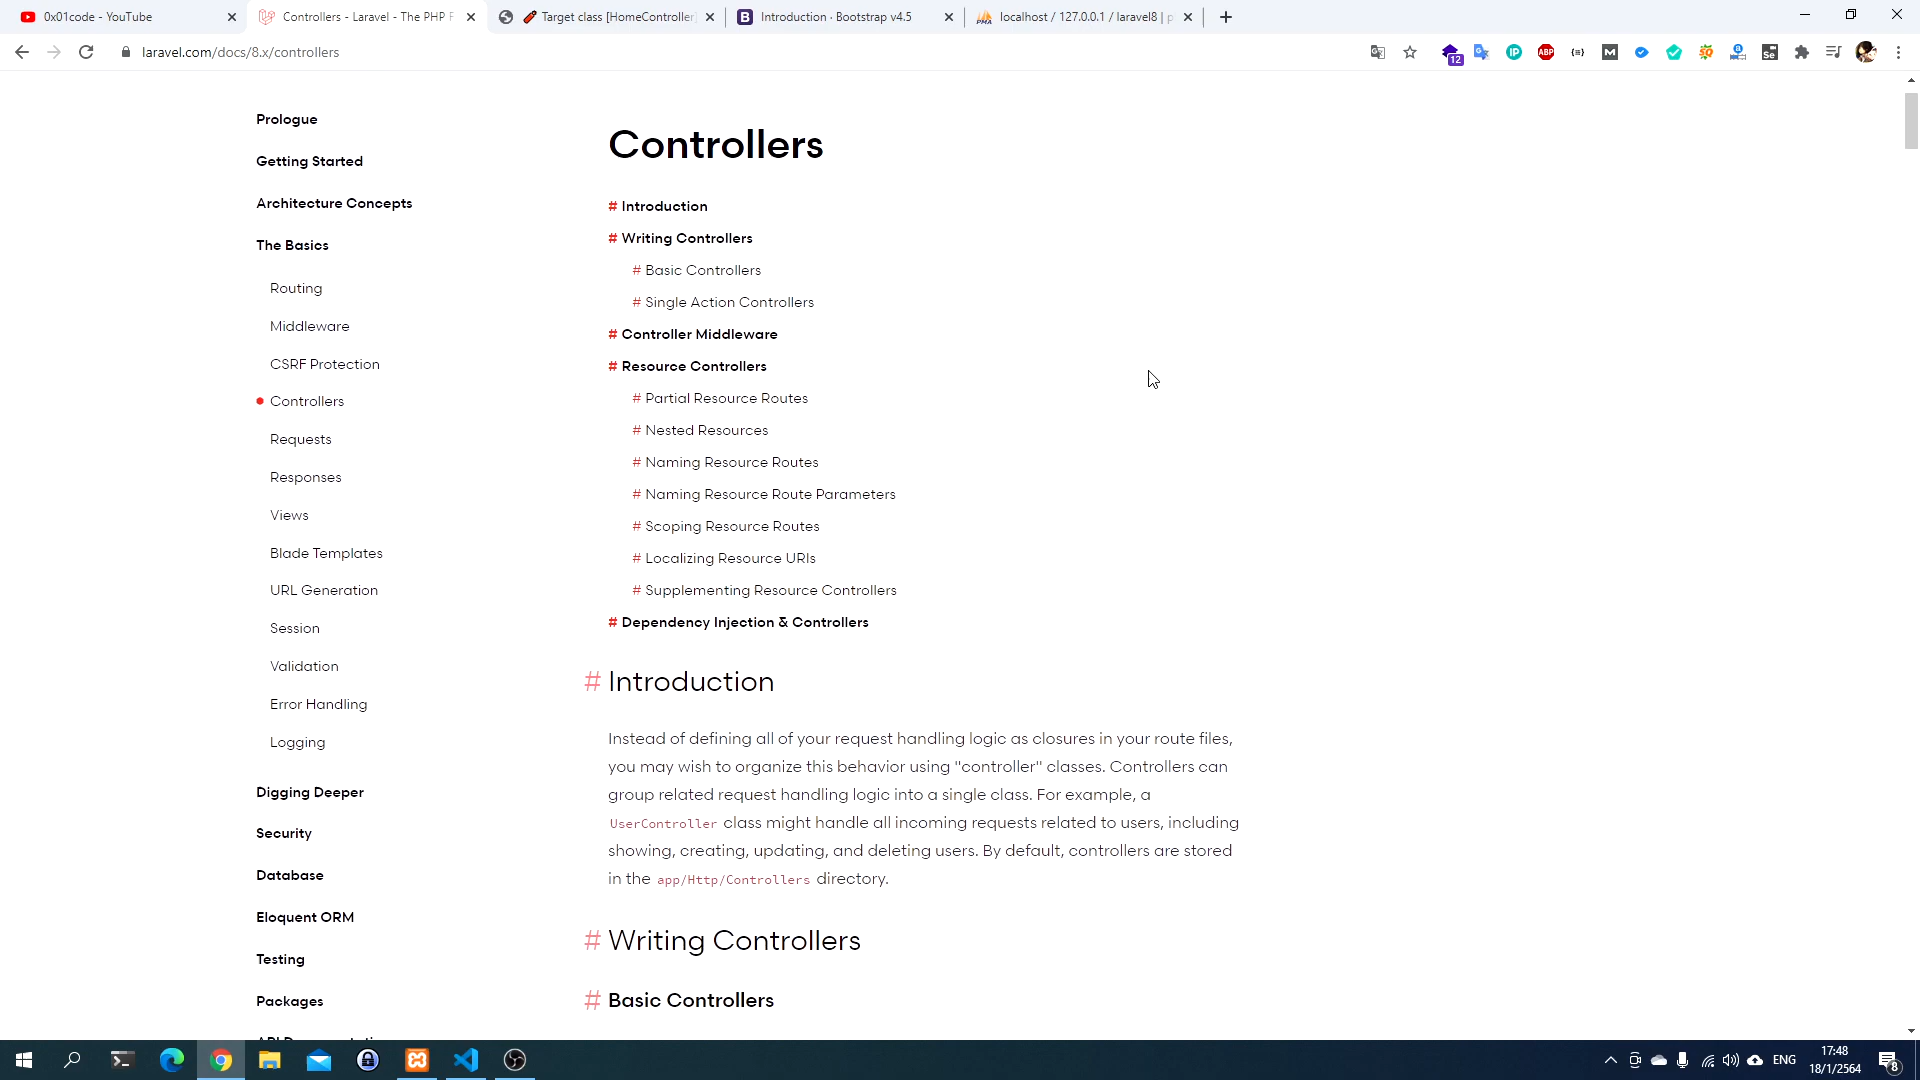 0x01code - YouTube
Controllers - Laravel - The PHP F
Target class [HomeController]
Introduction · Bootstrap v4.5
localhost / 127.0.0.1 / laravel8 | p
laravel.com/docs/8.x/controllers
12
IP
ABP
M
SQ
Se
Prologue
Getting Started
Architecture Concepts
The Basics
Routing
Middleware
CSRF Protection
Controllers
Requests
Responses
Views
Blade Templates
URL Generation
Session
Validation
Error Handling
Logging
Digging Deeper
Security
Database
Eloquent ORM
Testing
Packages
Controllers
# Introduction
# Writing Controllers
# Basic Controllers
# Single Action Controllers
# Controller Middleware
# Resource Controllers
# Partial Resource Routes
# Nested Resources
# Naming Resource Routes
# Naming Resource Route Parameters
# Scoping Resource Routes
# Localizing Resource URIs
# Supplementing Resource Controllers
# Dependency Injection & Controllers
# Introduction
Instead of defining all of your request handling logic as closures in your route files,
you may wish to organize this behavior using "controller" classes. Controllers can
group related request handling logic into a single class. For example, a
UserController class might handle all incoming requests related to users, including
showing, creating, updating, and deleting users. By default, controllers are stored
in the app/Http/Controllers directory.
# Writing Controllers
# Basic Controllers
ENG
17:48
18/1/2564
8